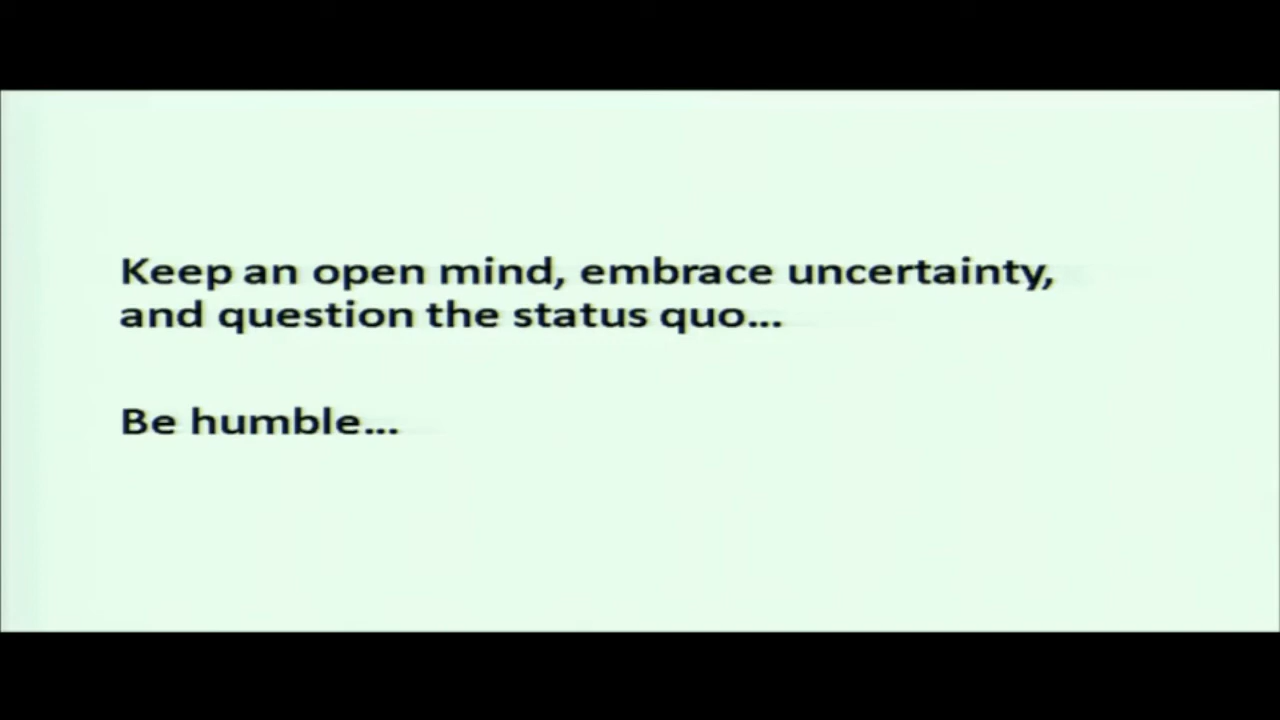 Keep an open mind, embrace uncertainty,
and question the status quo...
Be humble...